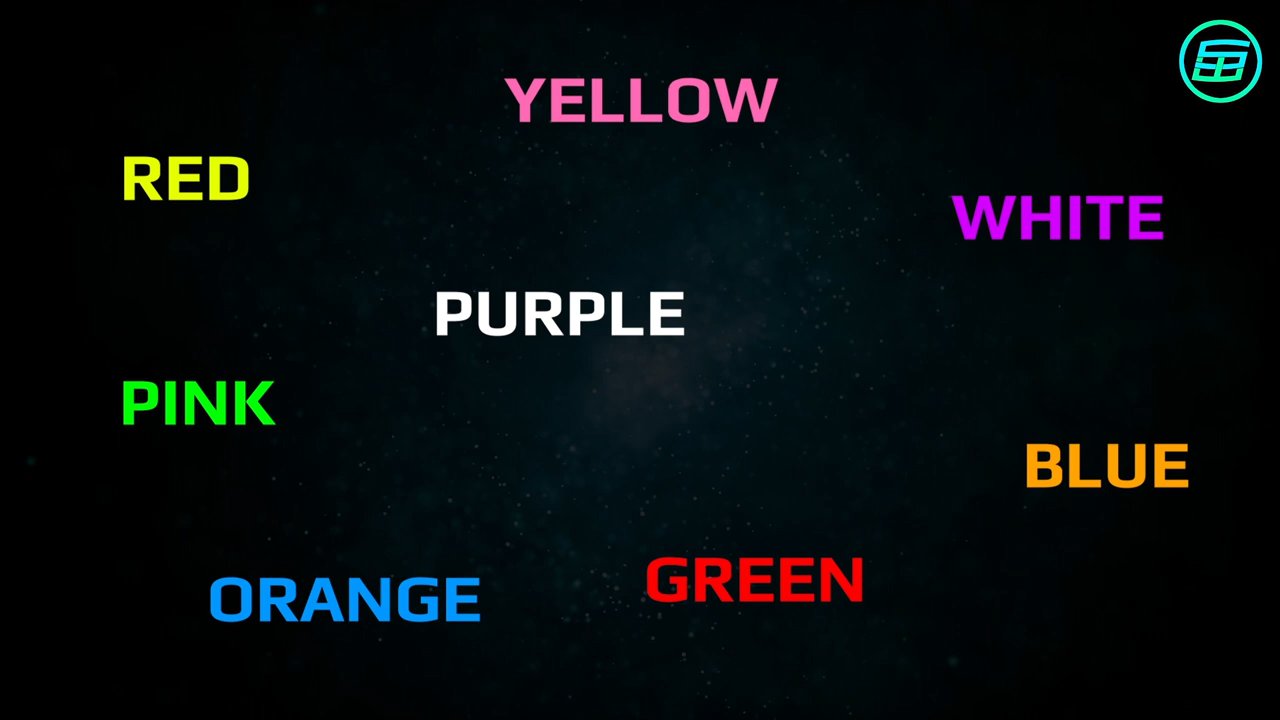 YELLOW
RED
WHITE
PURPLE
PINK
BLUE
GREEN
ORANGE